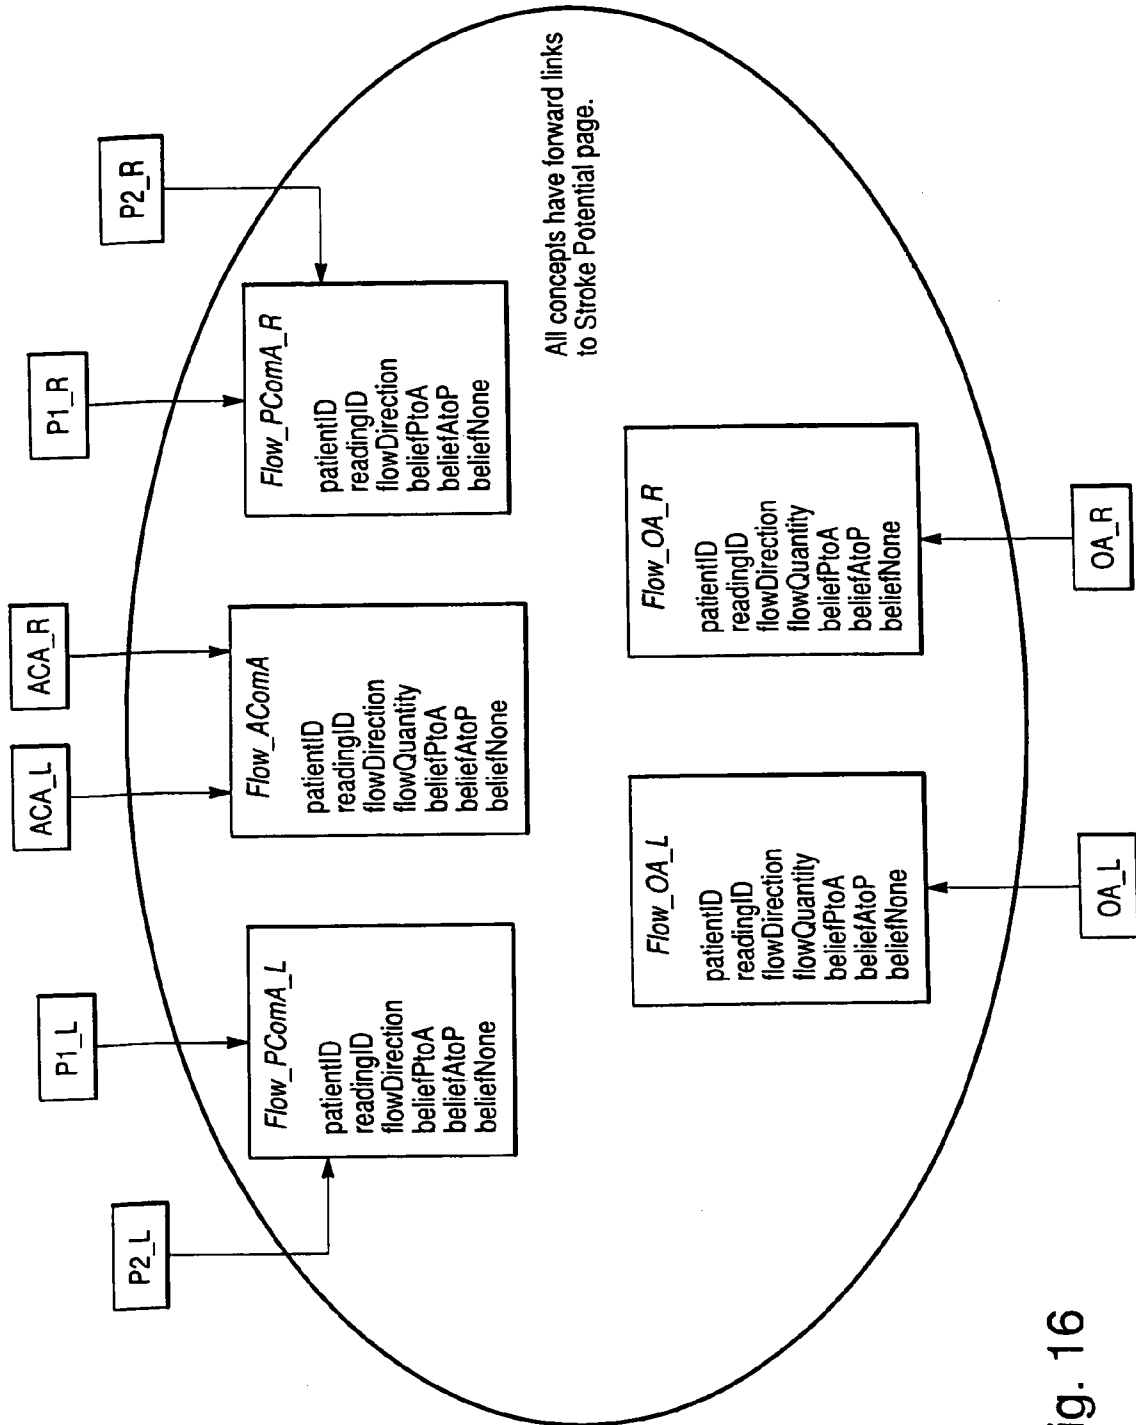 P2_L
P1_L
ACA_L
ACA_R
P1_R
P2_R
Flow_PComA_L
patientID
readingID
flowDirection
beliefPtoA
beliefAtoP
beliefNone
Flow_AComA
patientID
readingID
flowDirection
flowQuantity
beliefPtoA
beliefAtoP
beliefNone
Flow_PComA_R
patientID
readingID
flowDirection
beliefPtoA
beliefAtoP
beliefNone
All concepts have forward links
to Stroke Potential page.
Flow_OA_L
patientID
readingID
flowDirection
flowQuantity
beliefPtoA
beliefAtoP
beliefNone
Flow_OA_R
patientID
readingID
flowDirection
flowQuantity
beliefPtoA
beliefAtoP
beliefNone
OA_L
OA_R
ig. 16